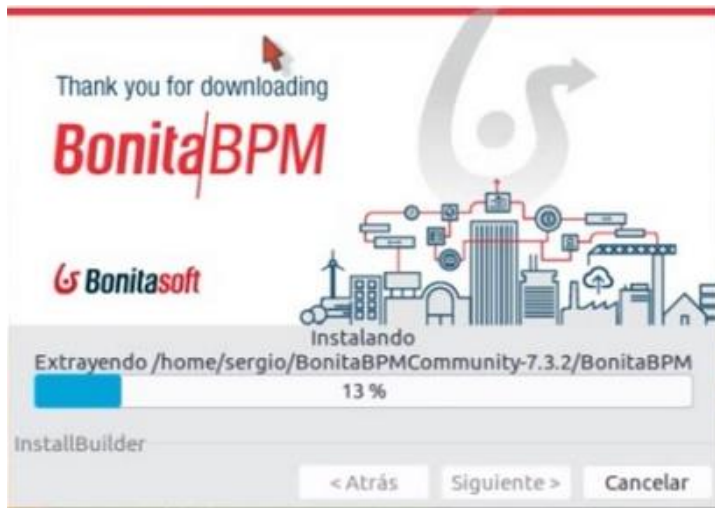 Thank you for downloading
BonitaBPM
Bonitasoft
Instalando
Extrayendo /home/sergio/BonitaBPMCommunity-7.3.2/BonitaBPM
13 %
InstallBuilder
< Atrás
Siguiente >
Cancelar